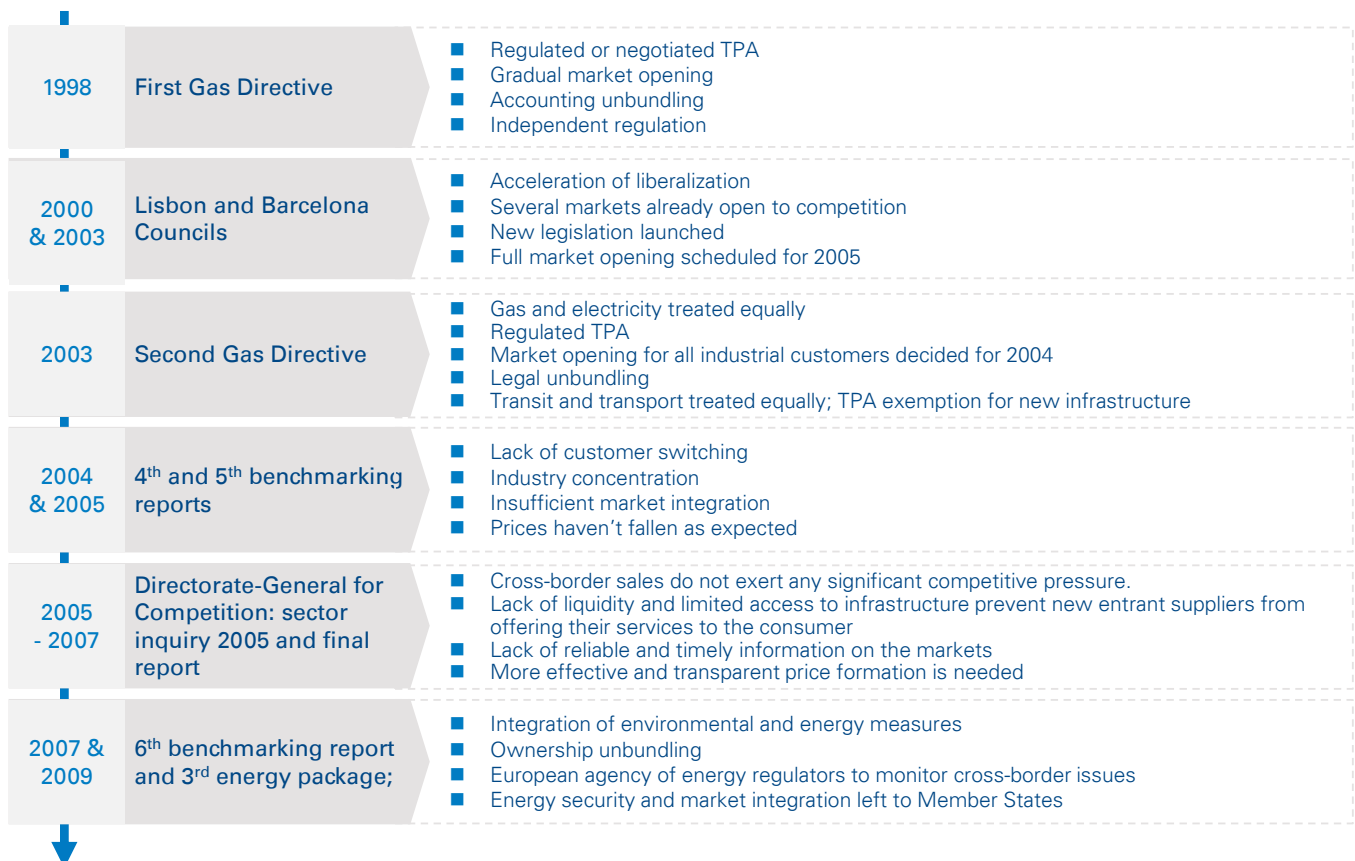 1998
First Gas Directive
Regulated or negotiated TPA
Gradual market opening
Accounting unbundling
Independent regulation
2000
& 2003
Lisbon and Barcelona
Councils
Acceleration of liberalization
Several markets already open to competition
New legislation launched
Full market opening scheduled for 2005
2003
Second Gas Directive
Gas and electricity treated equally
Regulated TPA
Market opening for all industrial customers decided for 2004
Legal unbundling
Transit and transport treated equally; TPA exemption for new infrastructure
2004
& 2005
4th and 5th benchmarking
reports
Lack of customer switching
Industry concentration
Insufficient market integration
Prices haven’t fallen as expected
2005
- 2007
Directorate-General for
Competition: sector
inquiry 2005 and final
report
Cross-border sales do not exert any significant competitive pressure.
Lack of liquidity and limited access to infrastructure prevent new entrant suppliers from
offering their services to the consumer
Lack of reliable and timely information on the markets
More effective and transparent price formation is needed
2007 &
2009
6th benchmarking report
and 3rd energy package;
Integration of environmental and energy measures
Ownership unbundling
European agency of energy regulators to monitor cross-border issues
Energy security and market integration left to Member States